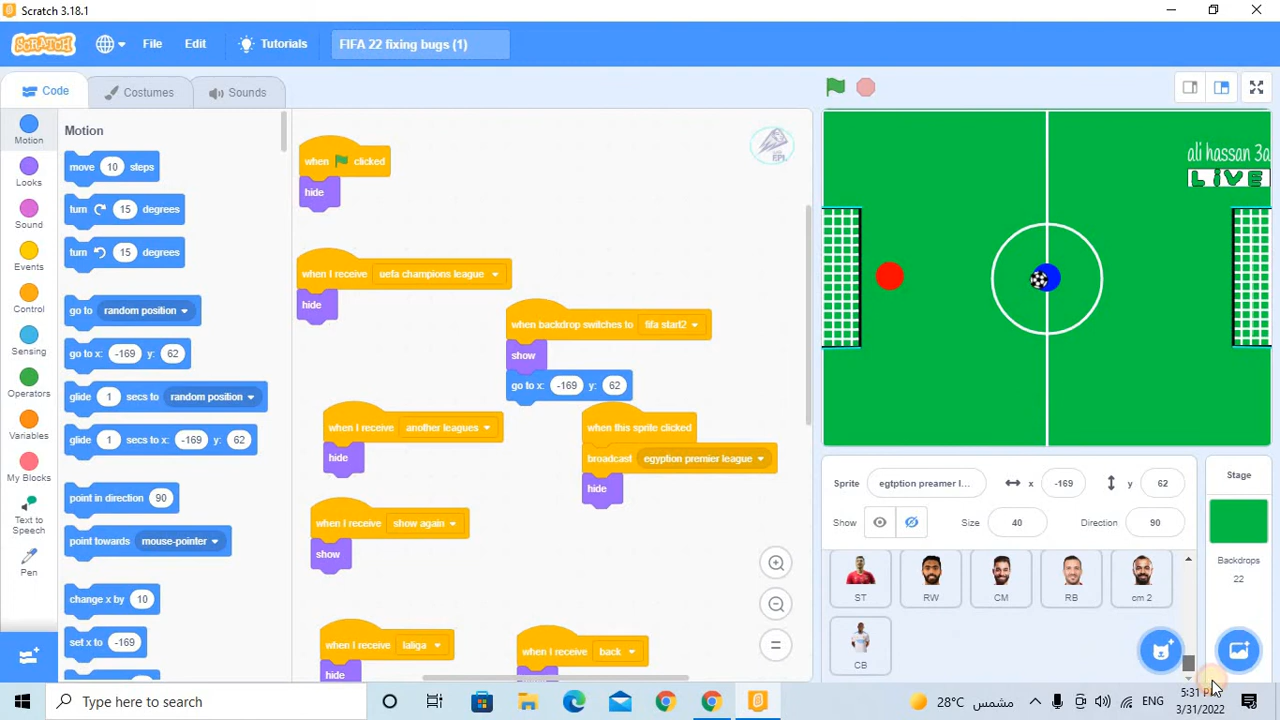 Scratch 3.18.1
SCRATCH
File
Edit
Tutorials
FIFA 22 fixing bugs (1)
Code
Costumes
Sounds
Motion
Looks
Sound
Events
Control
Sensing
Operators
Variables
My Blocks
Text to Speech
Pen
Motion
move 10 steps
turn 15 degrees
turn 15 degrees
go to random position
go to x: -169 y: 62
glide 1 secs to random position
glide 1 secs to x: -169 y: 62
point in direction 90
point towards mouse-pointer
change x by 10
set x to -169
when clicked
hide
EPL
when I receive uefa champions league
hide
when backdrop switches to fifa start2
show
go to x: -169 y: 62
when I receive another leagues
hide
when this sprite clicked
broadcast egyption premier league
hide
when I receive show again
show
when I receive laliga
hide
when I receive back
ali hassan 3a
LIVE
Sprite egtption preamer l... x -169 y 62
Show Size 40 Direction 90
ST
RW
CM
RB
cm 2
CB
Stage
Backdrops
22
Type here to search
28°C مشمس
ENG
5:31
3/31/2022